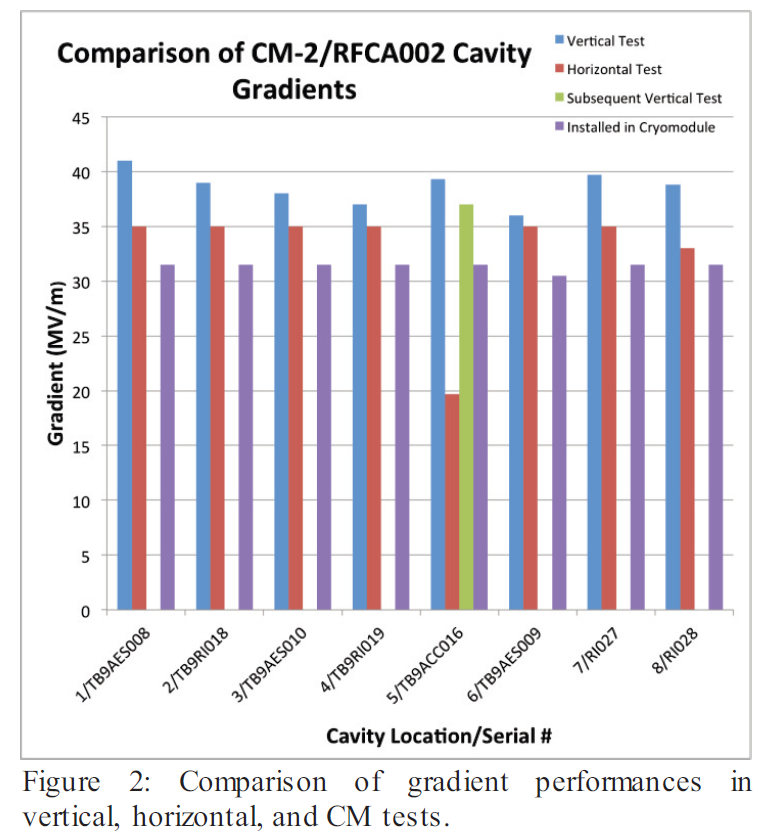 Comparison of CM-2/RFCA002 Cavity
Gradients
Vertical Test
Horizontal Test
Subsequent Vertical Test
Installed in Cryomodule
Gradient (MV/m)
45
40
35
30
25
20
15
10
5
0
1/TB9AES008
2/TB9RI018
3/TB9AES010
4/TB9RI019
5/TB9ACC016
6/TB9AES009
7/RI027
8/RI028
Cavity Location/Serial #
Figure 2: Comparison of gradient performances in
vertical, horizontal, and CM tests.